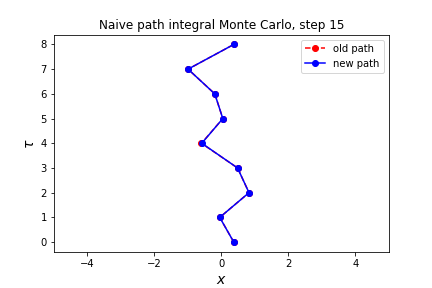 Naive path integral Monte Carlo, step 15
old path
new path
8
7
6
5
4
3
2
1
0
τ
−4 −2 0 2 4
x